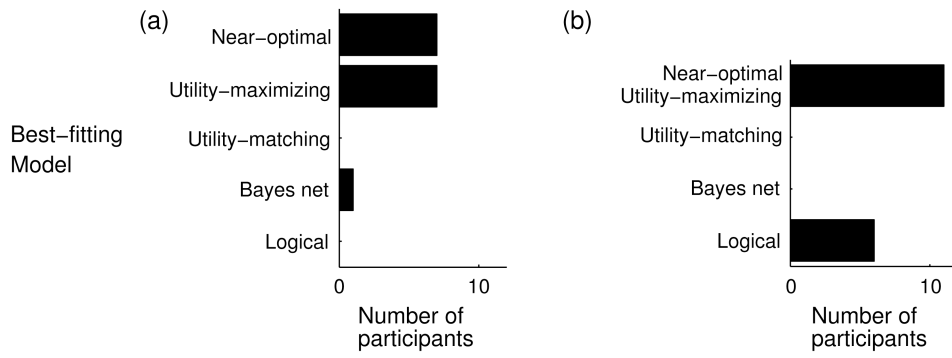 (a)
Near−optimal
Utility−maximizing
Utility−matching
Bayes net
Logical
Best−fitting
Model
0
10
Number of
participants
(b)
Near−optimal
Utility−maximizing
Utility−matching
Bayes net
Logical
0
10
Number of
participants